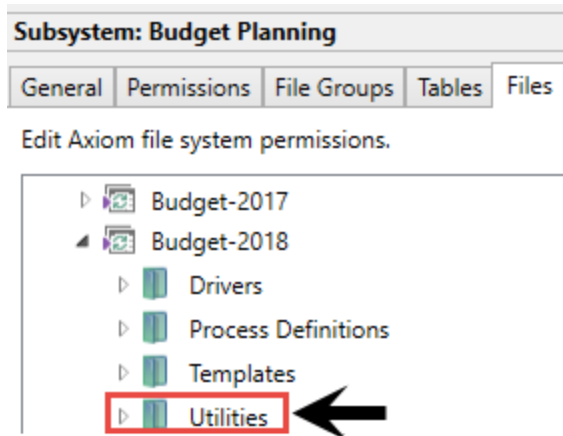 Subsystem: Budget Planning
General Permissions File Groups Tables Files
Edit Axiom file system permissions.
Budget-2017
Budget-2018
Drivers
Process Definitions
Templates
Utilities